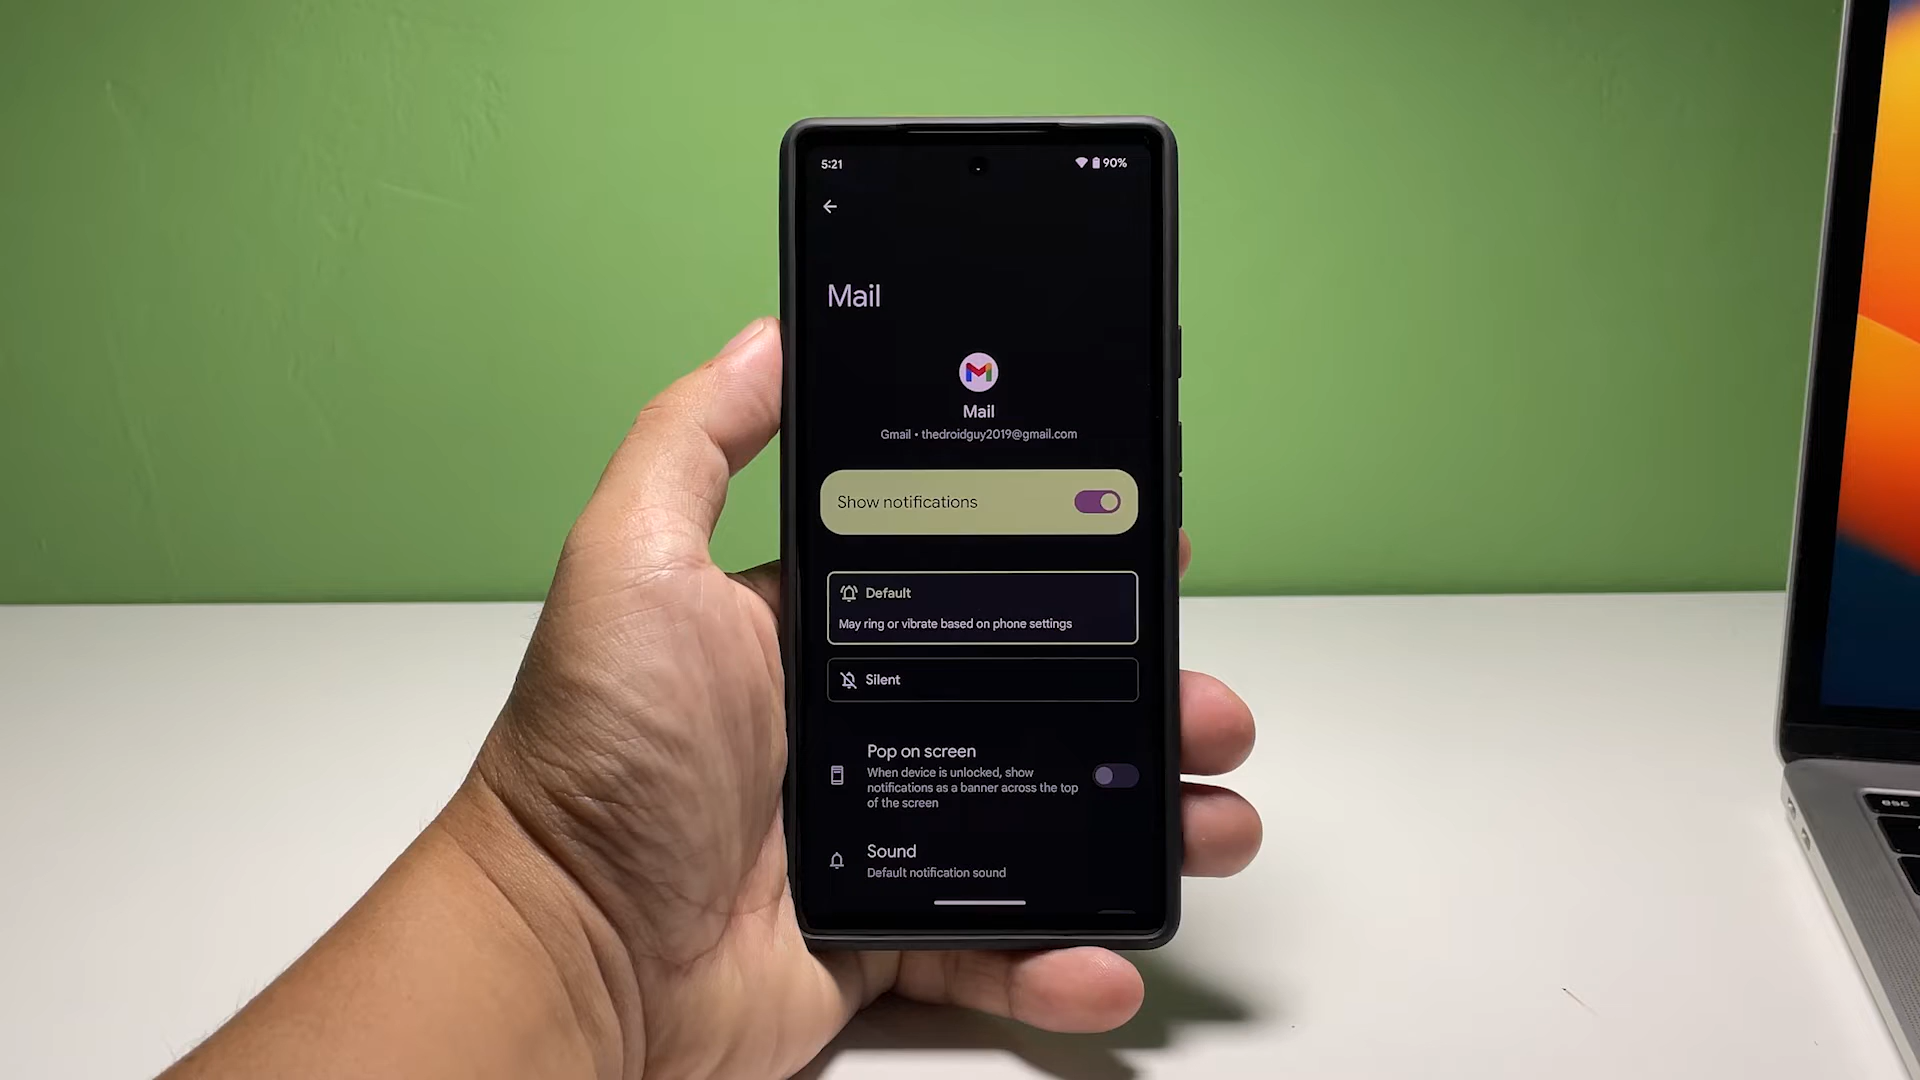 5:21
90%
Mail
Mail
Gmail • thedroidguy2019@gmail.com
Show notifications
Default
May ring or vibrate based on phone settings
Silent
Pop on screen
When device is unlocked, show
notifications as a banner across the top
of the screen
Sound
Default notification sound
esc